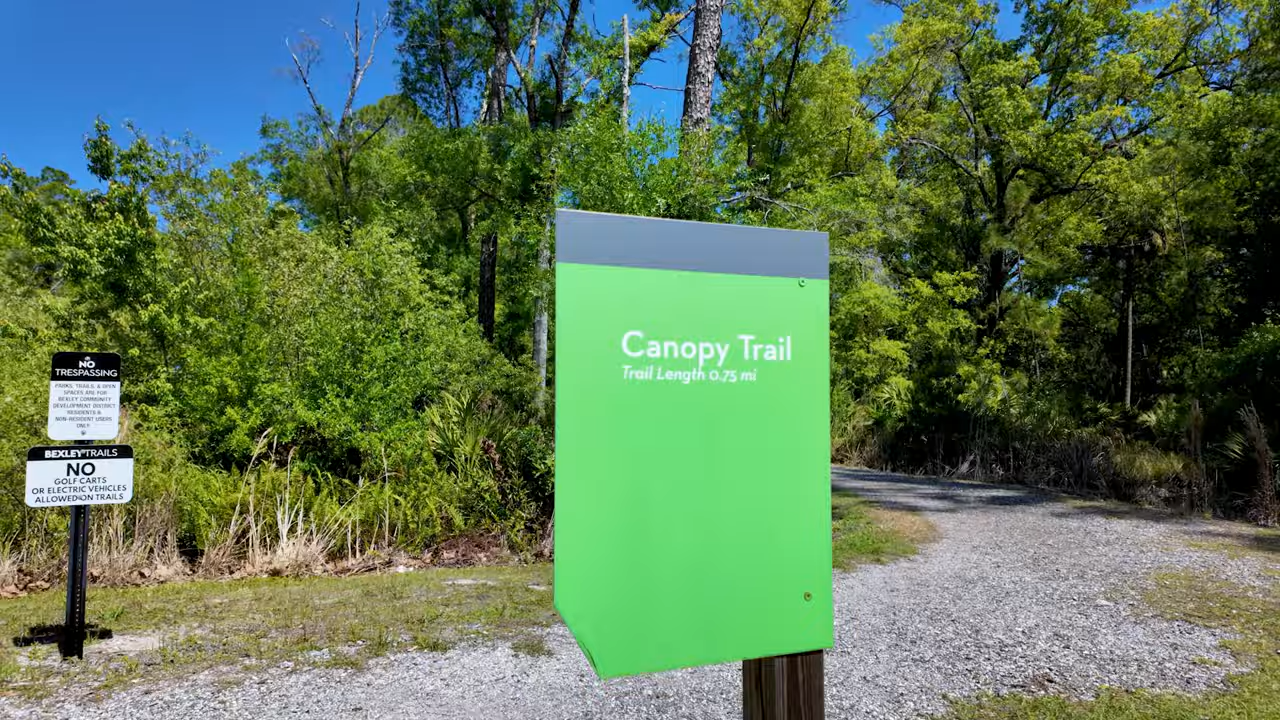 NO
TRESPASSING
PARKS, TRAILS, & OPEN
SPACES ARE FOR
BEXLEY COMMUNITY
DEVELOPMENT DISTRICT
RESIDENTS &
NON-RESIDENT USERS
ONLY
BEXLEY TRAILS
NO
GOLF CARTS
OR ELECTRIC VEHICLES
ALLOWED ON TRAILS
Canopy Trail
Trail Length 0.75 mi